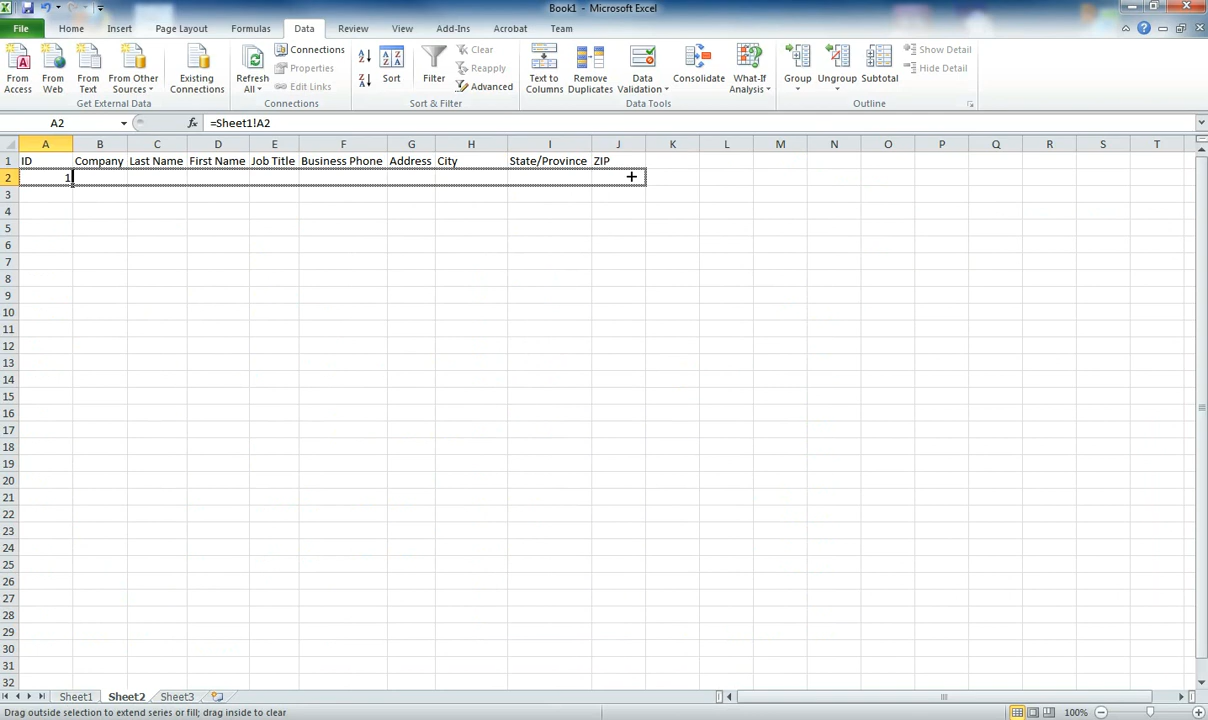 Book1 - Microsoft Excel
File Home Insert Page Layout Formulas Data Review View Add-Ins Acrobat Team
From Access
From Web
From Text
From Other Sources
Existing Connections
Get External Data
Refresh All
Connections
Properties
Edit Links
Connections
Sort
Filter
Clear
Reapply
Advanced
Sort & Filter
Text to Columns
Remove Duplicates
Data Validation
Consolidate
What-If Analysis
Data Tools
Group
Ungroup
Subtotal
Show Detail
Hide Detail
Outline
A2 fx =Sheet1!A2
A B C D E F G H I J K L M N O P Q R S T
1 ID Company Last Name First Name Job Title Business Phone Address City State/Province ZIP
2 1
3
4
5
6
7
8
9
10
11
12
13
14
15
16
17
18
19
20
21
22
23
24
25
26
27
28
29
30
31
32
Sheet1 Sheet2 Sheet3
Drag outside selection to extend series or fill; drag inside to clear 100%